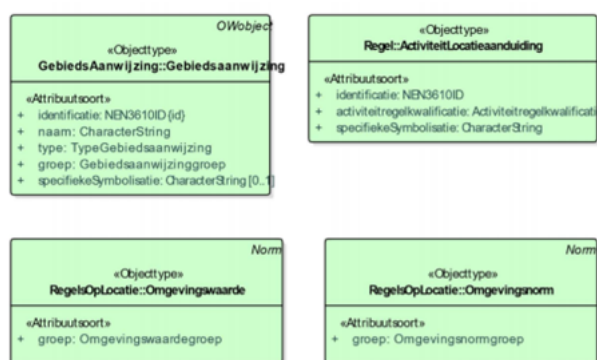 OWobject
«Objecttype»
GebiedsAanwijzing::Gebiedsaanwijzing
«Attribuutsoort»
+ identificatie: NEN3610ID {id}
+ naam: CharacterString
+ type: TypeGebiedsaanwijzing
+ groep: Gebiedsaanwijzinggroep
+ specifiekeSymbolisatie: CharacterString [0..1]
«Objecttype»
Regel::ActiviteitLocatieaanduiding
«Attribuutsoort»
+ identificatie: NEN3610ID
+ activiteitregelkwalificatie: Activiteitregelkwalificati
+ specifiekeSymbolisatie: CharacterString
Norm
«Objecttype»
RegelsOpLocatie::Omgevingswaarde
«Attribuutsoort»
+ groep: Omgevingswaardegroep
Norm
«Objecttype»
RegelsOpLocatie::Omgevingsnorm
«Attribuutsoort»
+ groep: Omgevingsnormgroep